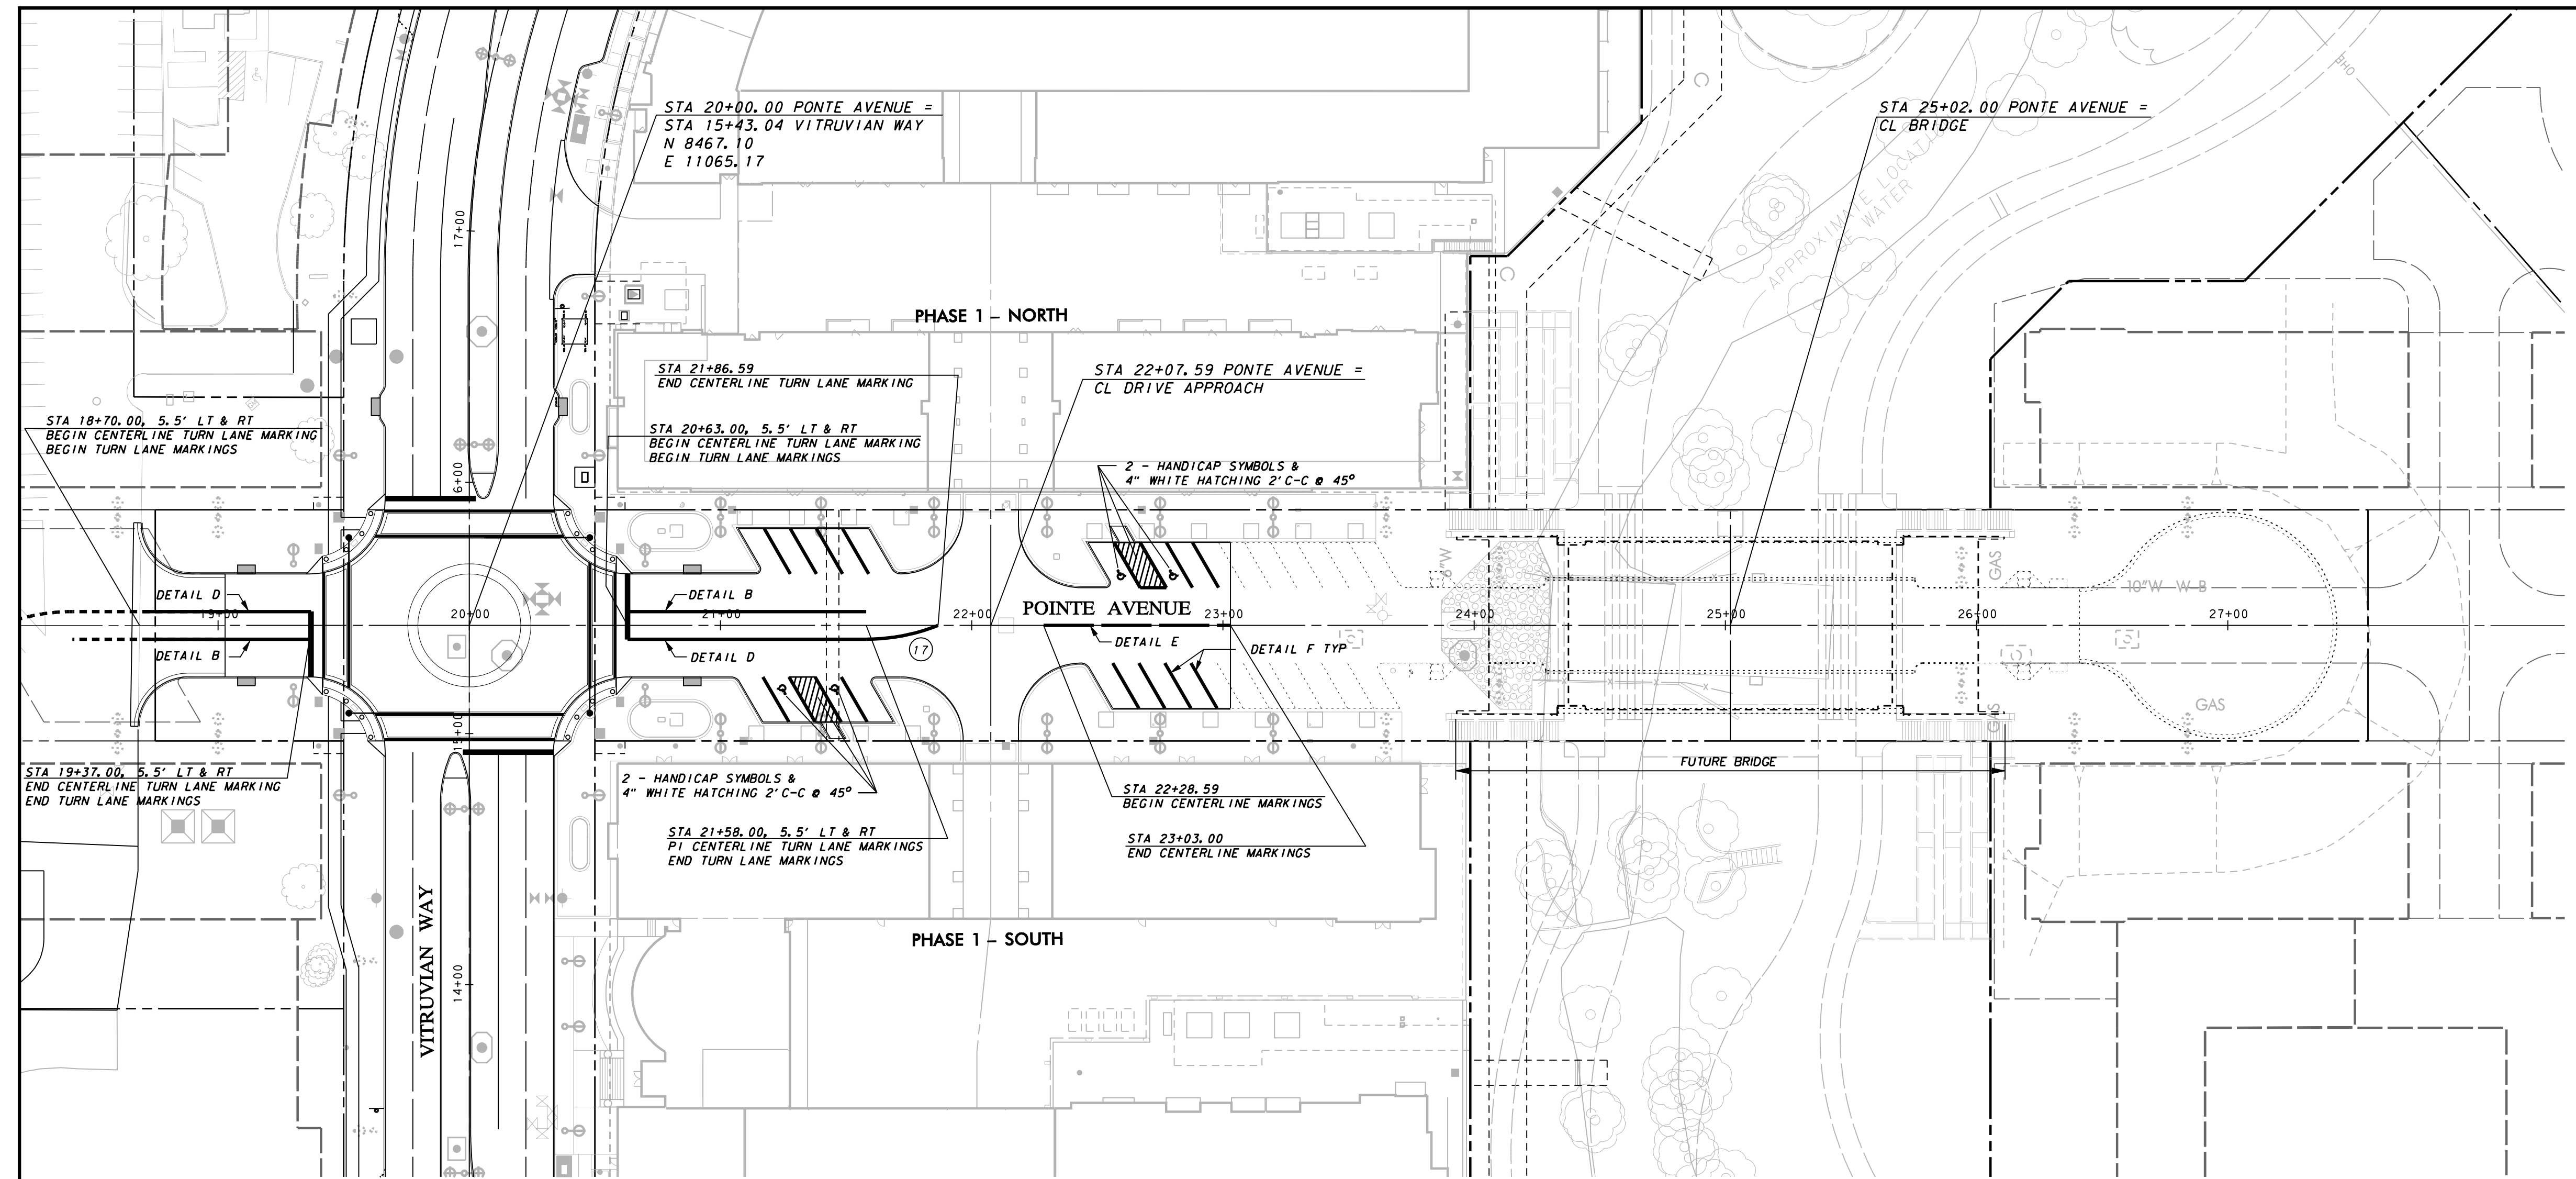 STA 20+00.00 PONTE AVENUE =
STA 15+43.04 VITRUVIAN WAY
N 8467.10
E 11065.17
STA 25+02.00 PONTE AVENUE =
CL BRIDGE
OHE
APPROXIMATE LOCATION
OF WATER
17+00
PHASE 1 – NORTH
STA 21+86.59
END CENTERLINE TURN LANE MARKING
STA 22+07.59 PONTE AVENUE =
CL DRIVE APPROACH
STA 18+70.00, 5.5' LT & RT
BEGIN CENTERLINE TURN LANE MARKING
BEGIN TURN LANE MARKINGS
STA 20+63.00, 5.5' LT & RT
BEGIN CENTERLINE TURN LANE MARKING
BEGIN TURN LANE MARKINGS
2 - HANDICAP SYMBOLS &
4" WHITE HATCHING 2' C-C @ 45°
6+00
6"W
GAS
10"W W-B
DETAIL D
DETAIL B
POINTE AVENUE
19+00
20+00
21+00
22+00
23+00
24+00
25+00
26+00
27+00
DETAIL B
DETAIL D
17
DETAIL E
DETAIL F TYP
S
S
GAS
GAS
15+00
STA 19+37.00, 5.5' LT & RT
END CENTERLINE TURN LANE MARKING
END TURN LANE MARKINGS
2 - HANDICAP SYMBOLS &
4" WHITE HATCHING 2' C-C @ 45°
FUTURE BRIDGE
STA 22+28.59
BEGIN CENTERLINE MARKINGS
STA 21+58.00, 5.5' LT & RT
PI CENTERLINE TURN LANE MARKINGS
END TURN LANE MARKINGS
STA 23+03.00
END CENTERLINE MARKINGS
VITRUVIAN WAY
PHASE 1 – SOUTH
14+00